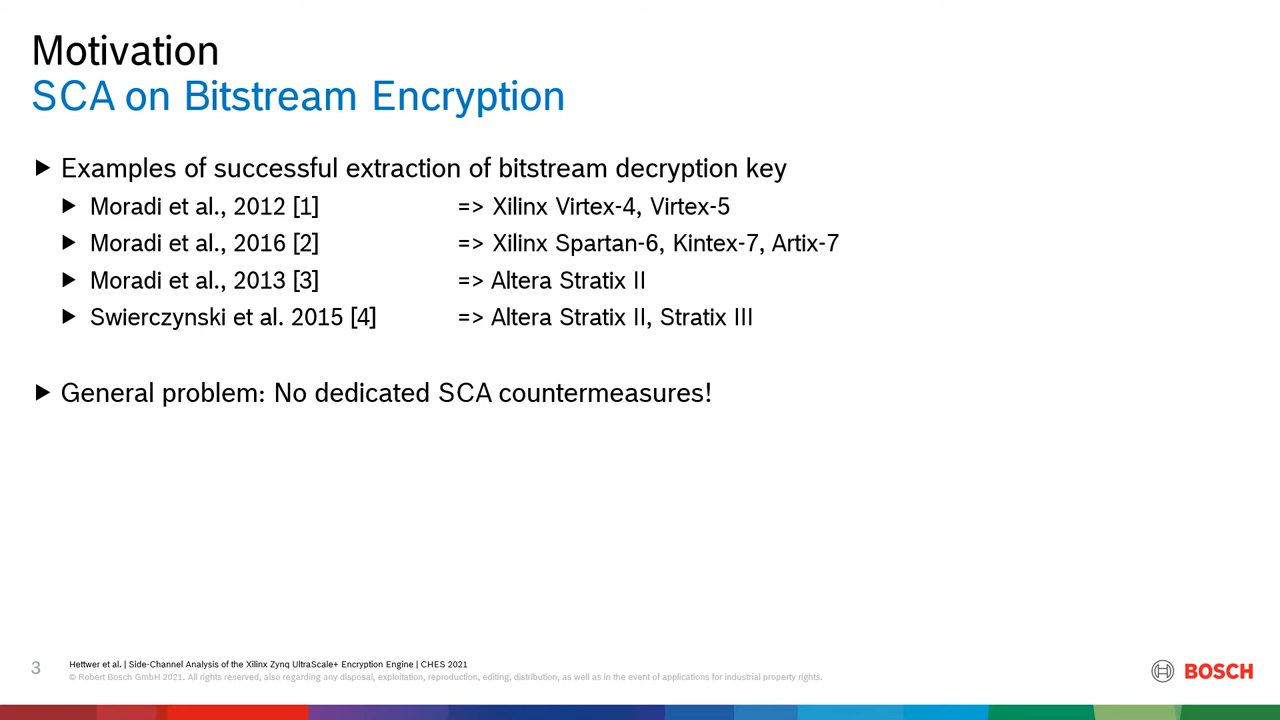 Motivation
SCA on Bitstream Encryption
Examples of successful extraction of bitstream decryption key
Moradi et al., 2012 [1] => Xilinx Virtex-4, Virtex-5
Moradi et al., 2016 [2] => Xilinx Spartan-6, Kintex-7, Artix-7
Moradi et al., 2013 [3] => Altera Stratix II
Swierczynski et al. 2015 [4] => Altera Stratix II, Stratix III
General problem: No dedicated SCA countermeasures!
3
Hettwer et al. | Side-Channel Analysis of the Xilinx Zynq UltraScale+ Encryption Engine | CHES 2021
© Robert Bosch GmbH 2021. All rights reserved, also regarding any disposal, exploitation, reproduction, editing, distribution, as well as in the event of applications for industrial property rights.
BOSCH